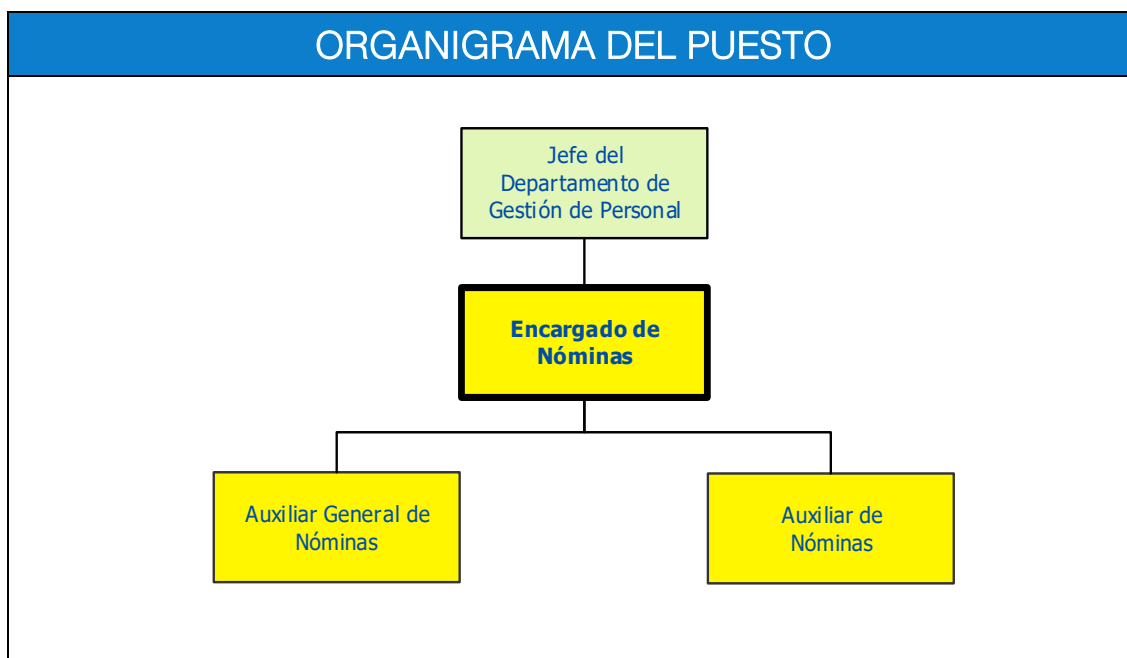 ORGANIGRAMA DEL PUESTO
Jefe del
Departamento de
Gestión de Personal
Encargado de
Nóminas
Auxiliar General de
Nóminas
Auxiliar de
Nóminas